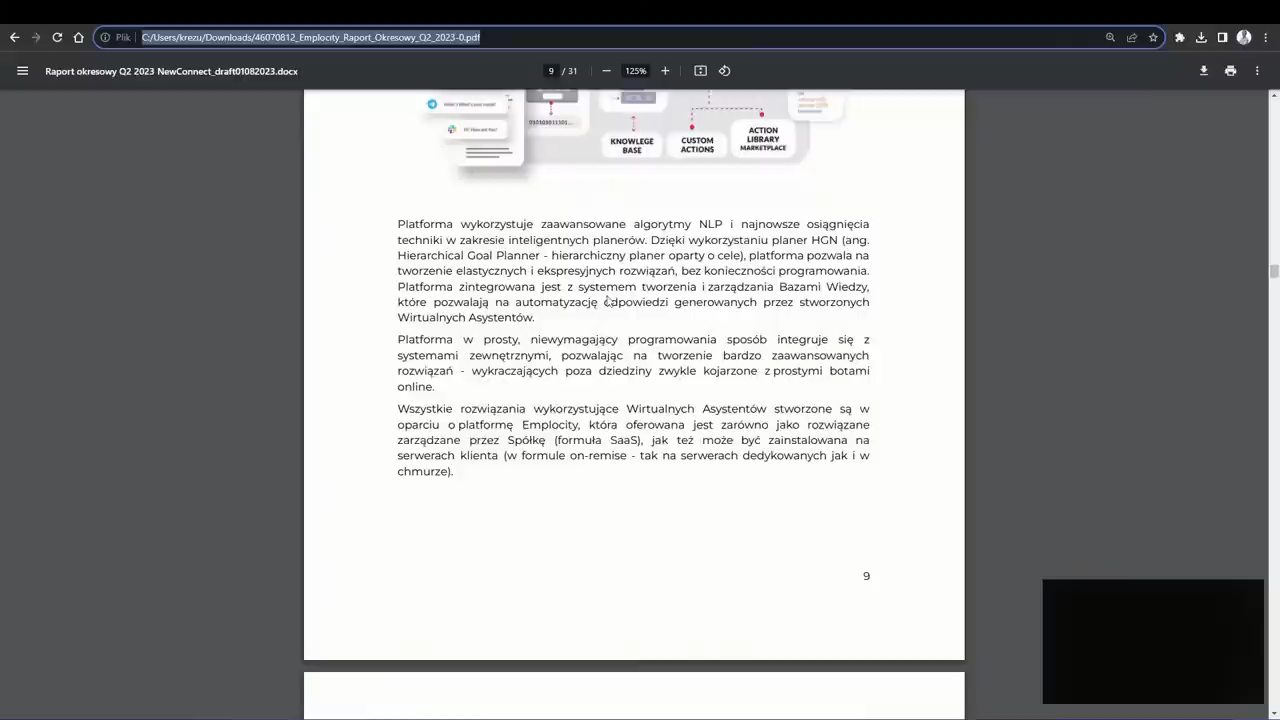 Plik
C:/Users/krezu/Downloads/46070812_Emplocity_Raport_Okresowy_Q2_2023-0.pdf
Raport okresowy Q2 2023 NewConnect_draft01082023.docx
9 / 31
125%
010103011101...
KNOWLEGE
BASE
CUSTOM
ACTIONS
ACTION
LIBRARY
MARKETPLACE
Platforma wykorzystuje zaawansowane algorytmy NLP i najnowsze osiągnięcia
techniki w zakresie inteligentnych planerów. Dzięki wykorzystaniu planer HGN (ang.
Hierarchical Goal Planner - hierarchiczny planer oparty o cele), platforma pozwala na
tworzenie elastycznych i ekspresyjnych rozwiązań, bez konieczności programowania.
Platforma zintegrowana jest z systemem tworzenia i zarządzania Bazami Wiedzy,
które pozwalają na automatyzację odpowiedzi generowanych przez stworzonych
Wirtualnych Asystentów.
Platforma w prosty, niewymagający programowania sposób integruje się z
systemami zewnętrznymi, pozwalając na tworzenie bardzo zaawansowanych
rozwiązań - wykraczających poza dziedziny zwykle kojarzone z prostymi botami
online.
Wszystkie rozwiązania wykorzystujące Wirtualnych Asystentów stworzone są w
oparciu o platformę Emplocity, która oferowana jest zarówno jako rozwiązane
zarządzane przez Spółkę (formuła SaaS), jak też może być zainstalowana na
serwerach klienta (w formule on-remise - tak na serwerach dedykowanych jak i w
chmurze).
9